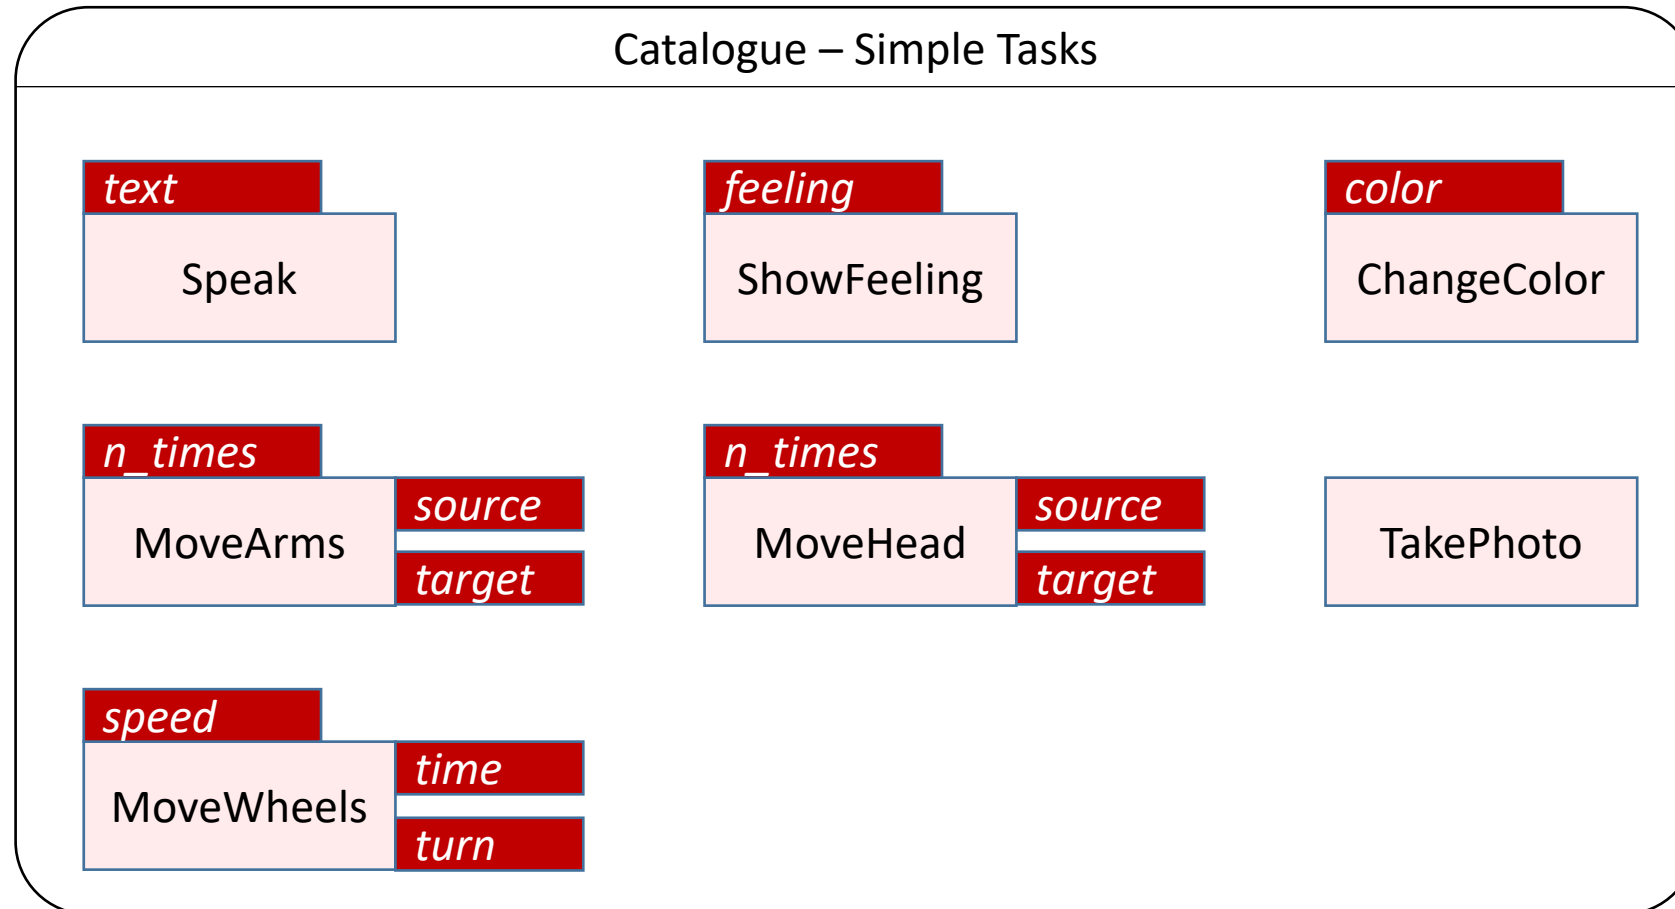 Catalogue – Simple Tasks
text
Speak
feeling
ShowFeeling
color
ChangeColor
n_times
MoveArms
source
target
n_times
MoveHead
source
target
TakePhoto
speed
MoveWheels
time
turn